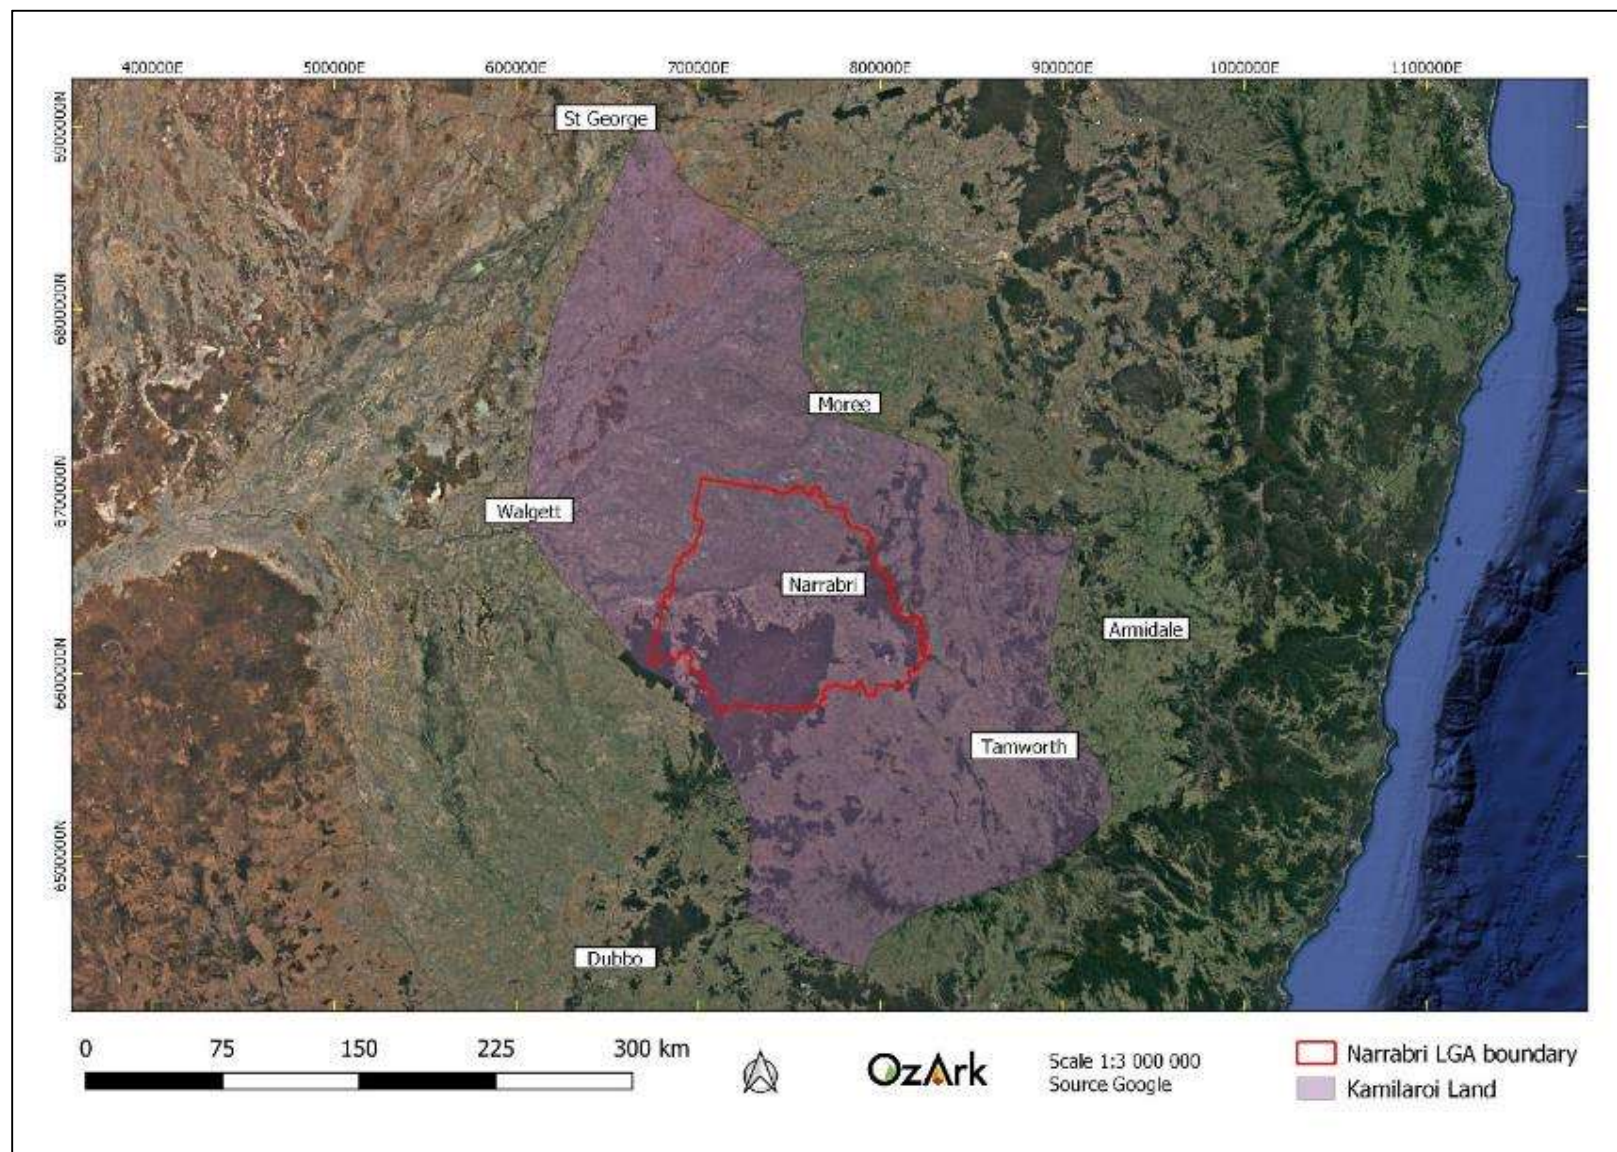 400000E 500000E 600000E 700000E 800000E 900000E 1000000E 1100000E
6900000N
6800000N
6700000N
6600000N
6500000N
St George
Moree
Walgett
Narrabri
Armidale
Tamworth
Dubbo
0 75 150 225 300 km
OzArk
Scale 1:3 000 000
Source Google
Narrabri LGA boundary
Kamilaroi Land